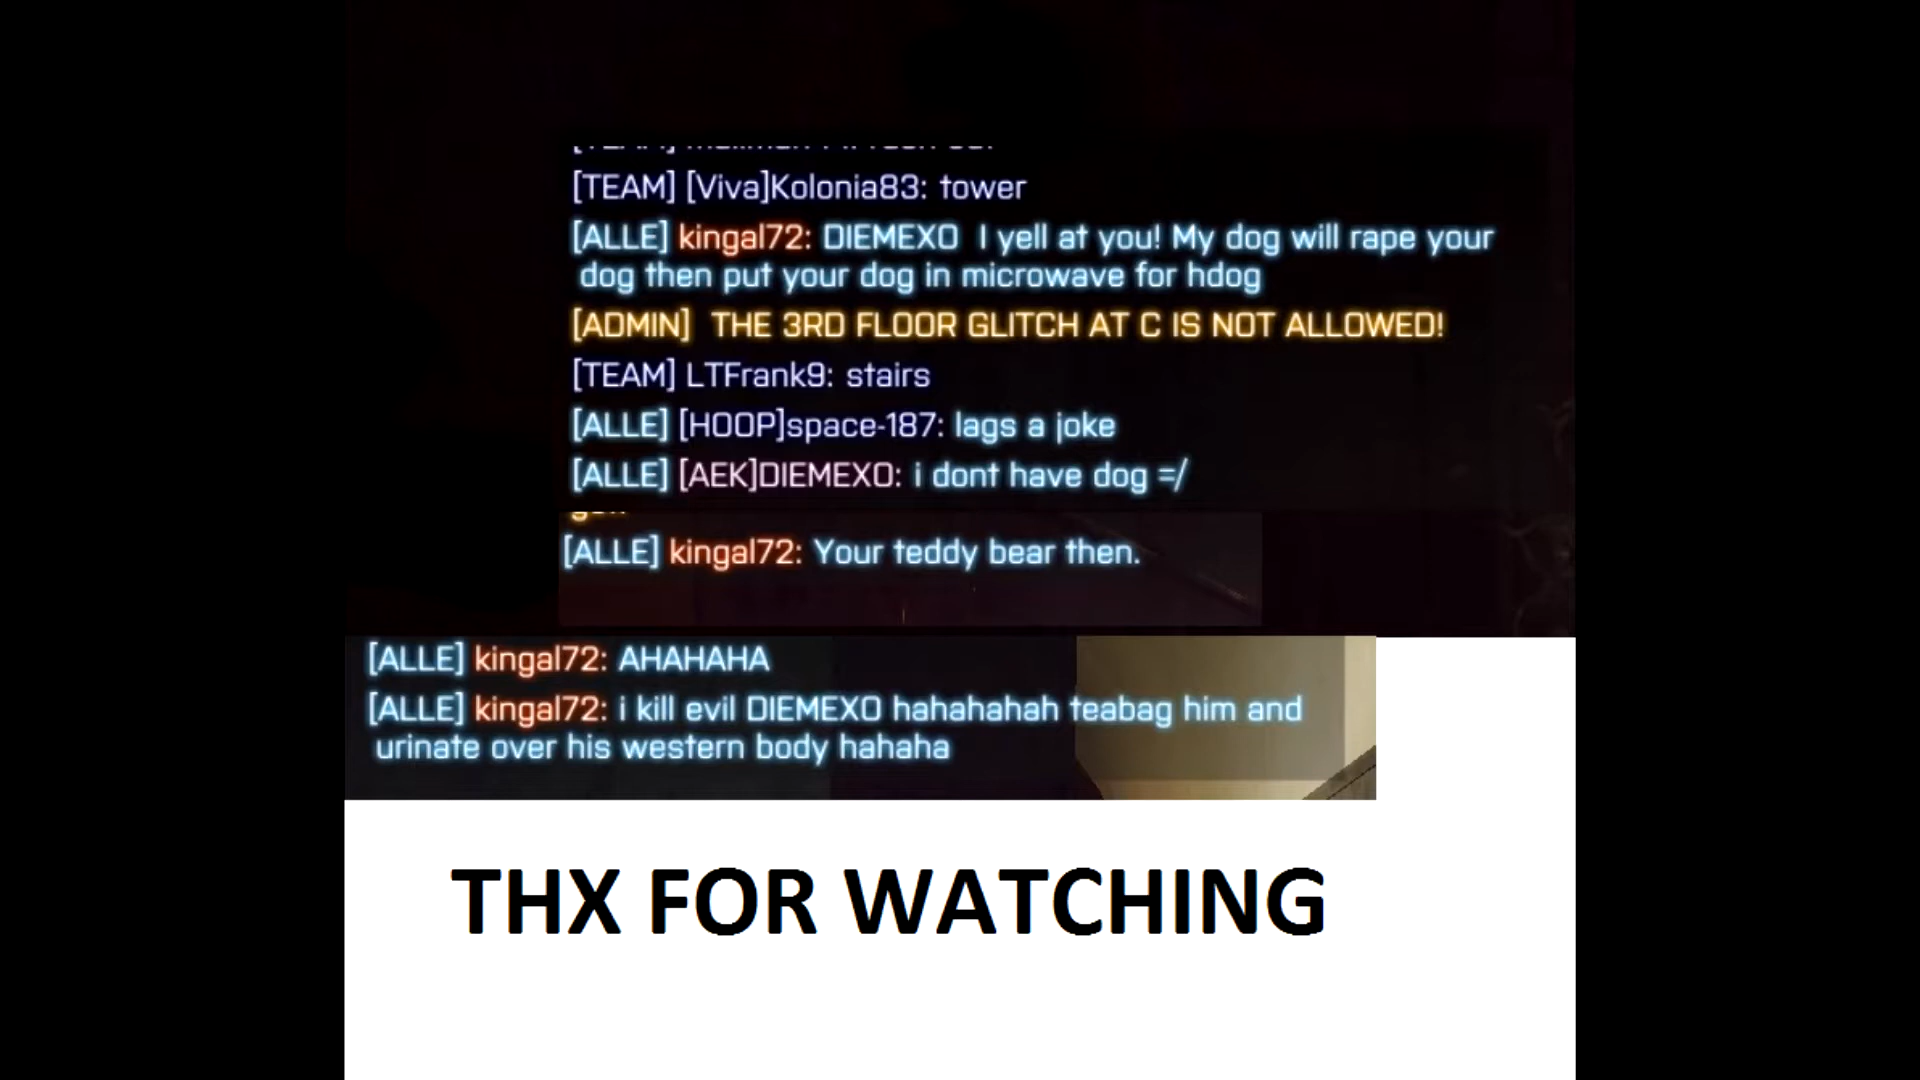 [TEAM] [Viva]Kolonia83: tower
[ALLE] kingal72: DIEMEXO I yell at you! My dog will rape your
dog then put your dog in microwave for hdog
[ADMIN] THE 3RD FLOOR GLITCH AT C IS NOT ALLOWED!
[TEAM] LTFrank9: stairs
[ALLE] [HOOP]space-187: lags a joke
[ALLE] [AEK]DIEMEXO: i dont have dog =/
[ALLE] kingal72: Your teddy bear then.
[ALLE] kingal72: AHAHAHA
[ALLE] kingal72: i kill evil DIEMEXO hahahahah teabag him and
urinate over his western body hahaha
THX FOR WATCHING